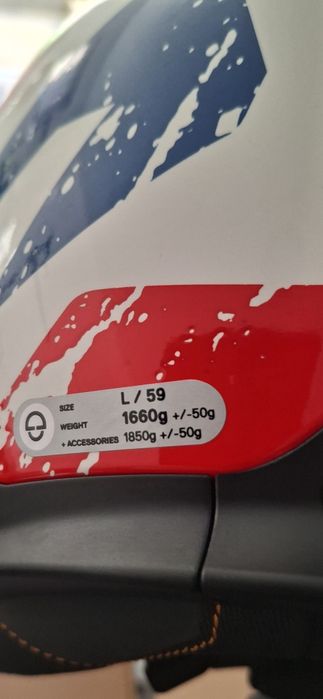 SIZE L / 59
WEIGHT 1660g +/-50g
+ ACCESSORIES 1850g +/-50g